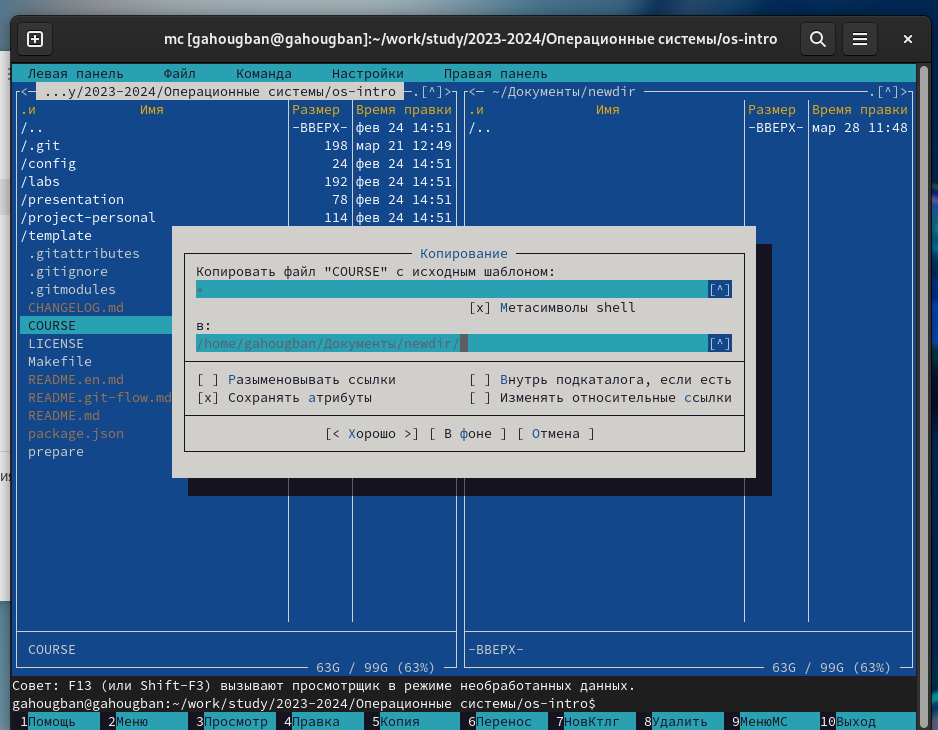 mc [gahougban@gahougban]:~/work/study/2023-2024/Операционные системы/os-intro
Левая панель Файл Команда Настройки Правая панель
<─ ...y/2023-2024/Операционные системы/os-intro ─.[^]> <─ ~/Документы/newdir ─.[^]>
.и Имя Размер Время правки .и Имя Размер Время правки
/.. -ВВЕРХ- фев 24 14:51 /.. -ВВЕРХ- мар 28 11:48
/.git 198 мар 21 12:49
/config 24 фев 24 14:51
/labs 192 фев 24 14:51
/presentation 78 фев 24 14:51
/project-personal 114 фев 24 14:51
/template
.gitattributes
.gitignore
.gitmodules
CHANGELOG.md
COURSE
LICENSE
Makefile
README.en.md
README.git-flow.md
README.md
package.json
prepare
Копирование
Копировать файл "COURSE" с исходным шаблоном:
* [^]
[x] Метасимволы shell
в:
/home/gahougban/Документы/newdir/ [^]
[ ] Разыменовывать ссылки [ ] Внутрь подкаталога, если есть
[x] Сохранять атрибуты [ ] Изменять относительные ссылки
[< Хорошо >] [ В фоне ] [ Отмена ]
COURSE -ВВЕРХ-
63G / 99G (63%) 63G / 99G (63%)
Совет: F13 (или Shift-F3) вызывают просмотрщик в режиме необработанных данных.
gahougban@gahougban:~/work/study/2023-2024/Операционные системы/os-intro$
1Помощь 2Меню 3Просмотр 4Правка 5Копия 6Перенос 7НовКтлг 8Удалить 9МенюMC 10Выход